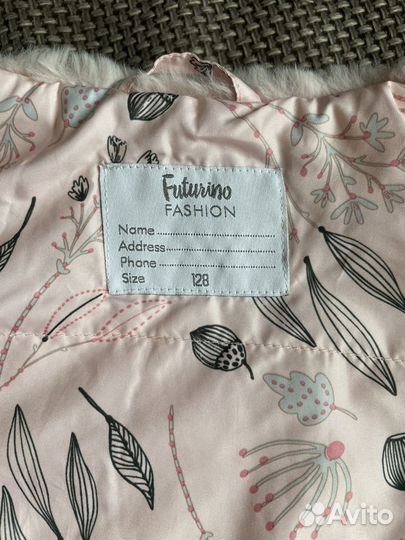 Futurino
FASHION
Name
Address
Phone
Size 128
Avito